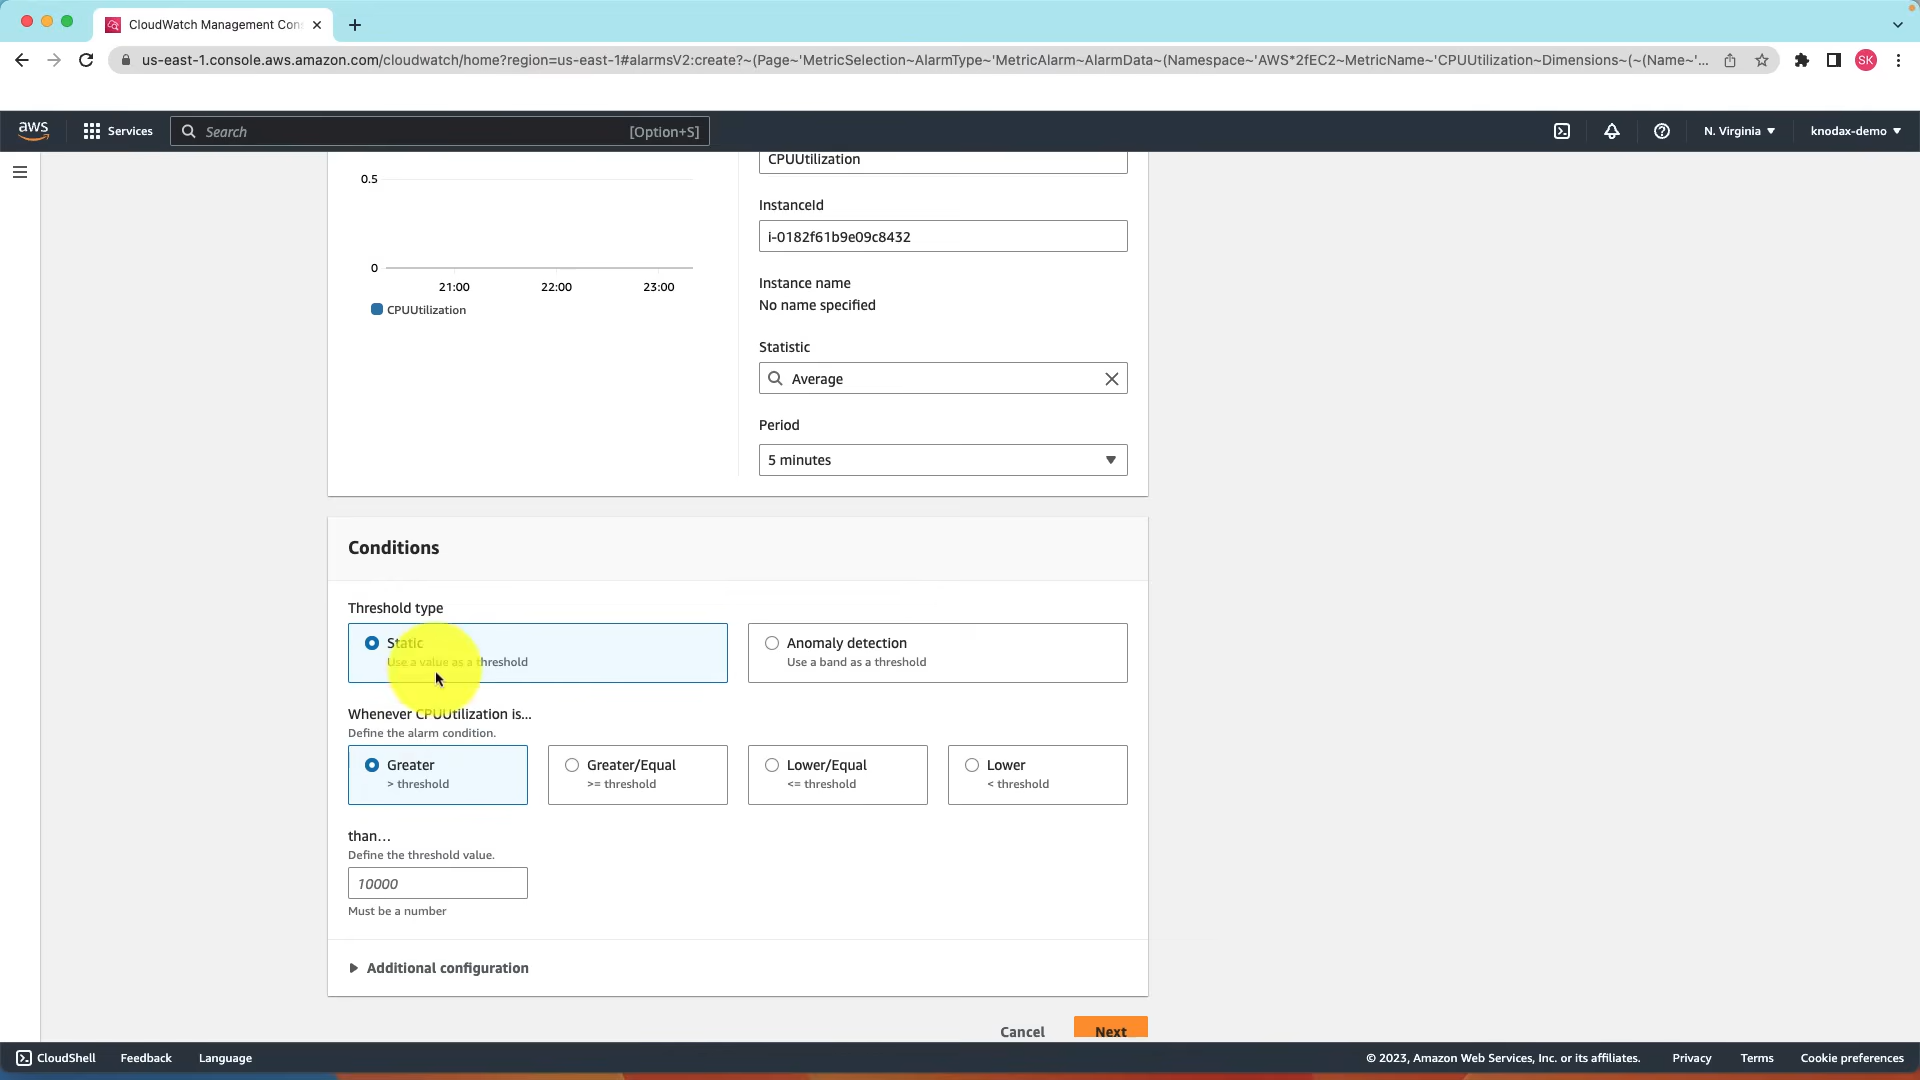 CloudWatch Management Con
us-east-1.console.aws.amazon.com/cloudwatch/home?region=us-east-1#alarmsV2:create?~(Page~'MetricSelection~AlarmType~'MetricAlarm~AlarmData~(Namespace~'AWS*2fEC2~MetricName~'CPUUtilization~Dimensions~(~(Name~'...
SK
aws
Services
Search
[Option+S]
N. Virginia
knodax-demo
0.5
0
21:00
22:00
23:00
CPUUtilization
CPUUtilization
InstanceId
i-0182f61b9e09c8432
Instance name
No name specified
Statistic
Average
Period
5 minutes
Conditions
Threshold type
Static
Use a value as a threshold
Anomaly detection
Use a band as a threshold
Whenever CPUUtilization is...
Define the alarm condition.
Greater
> threshold
Greater/Equal
>= threshold
Lower/Equal
<= threshold
Lower
< threshold
than...
Define the threshold value.
10000
Must be a number
Additional configuration
Cancel
Next
CloudShell
Feedback
Language
© 2023, Amazon Web Services, Inc. or its affiliates.
Privacy
Terms
Cookie preferences